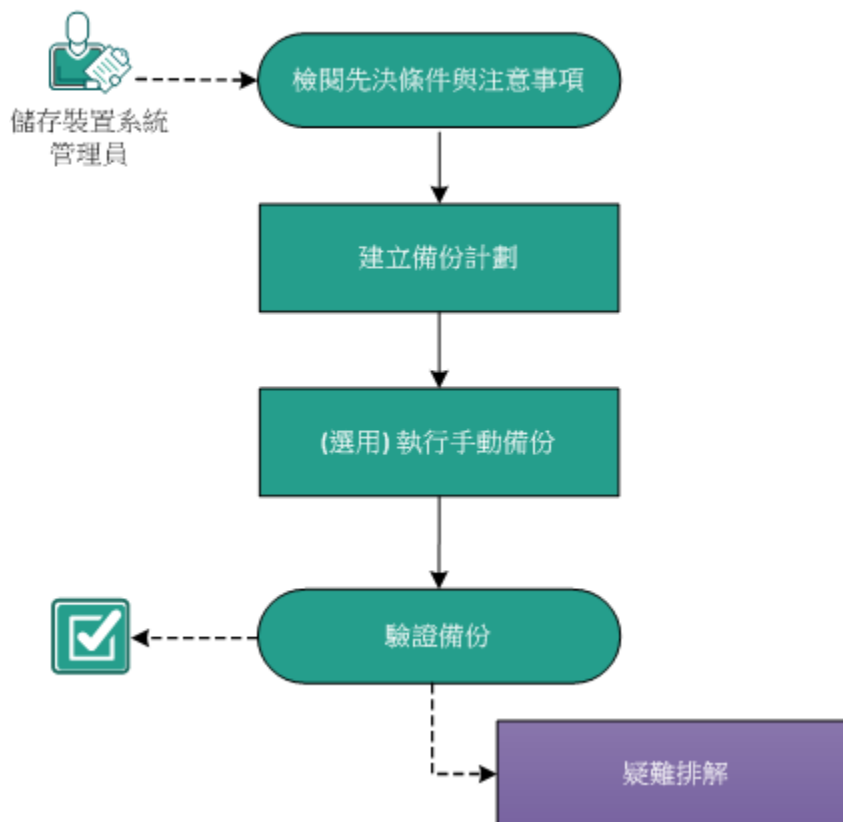 儲存裝置系統
管理員
檢閱先決條件與注意事項
建立備份計劃
(選用) 執行手動備份
驗證備份
疑難排解